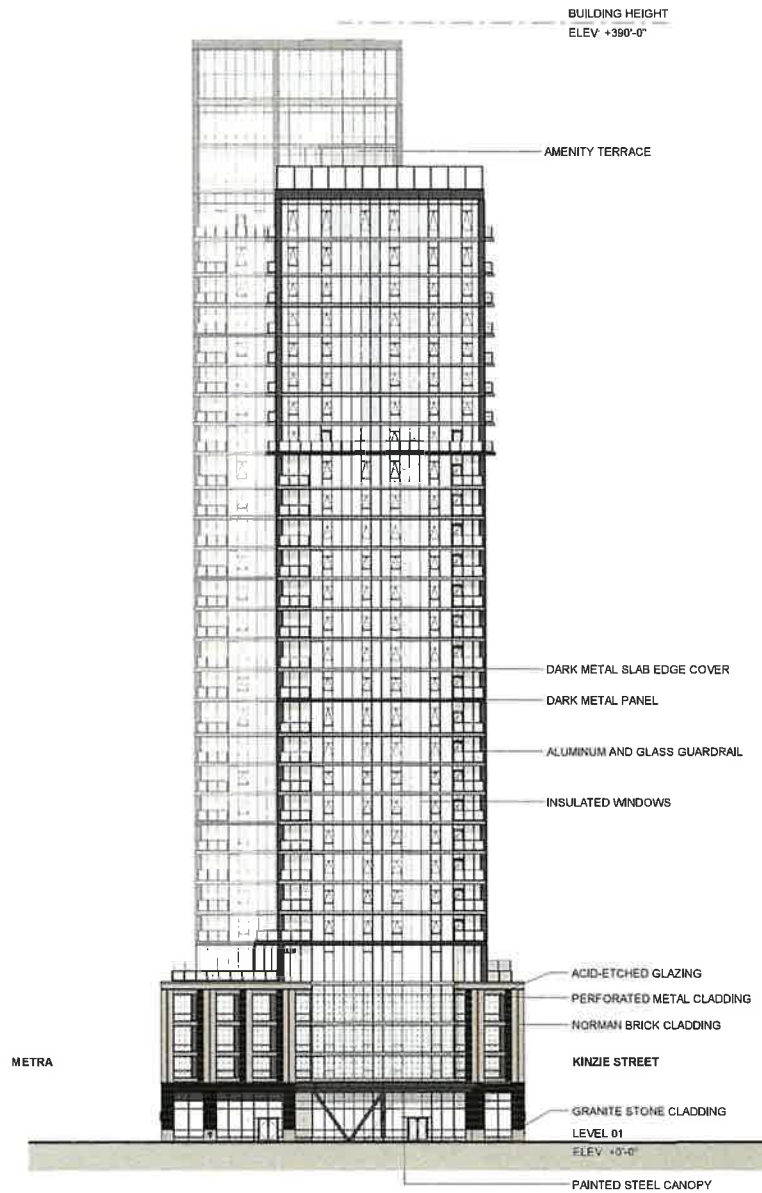 BUILDING HEIGHT
ELEV: +390'-0"
AMENITY TERRACE
DARK METAL SLAB EDGE COVER
DARK METAL PANEL
ALUMINUM AND GLASS GUARDRAIL
INSULATED WINDOWS
ACID-ETCHED GLAZING
PERFORATED METAL CLADDING
NORMAN BRICK CLADDING
METRA
KINZIE STREET
GRANITE STONE CLADDING
LEVEL 01
ELEV: +0'-0"
PAINTED STEEL CANOPY